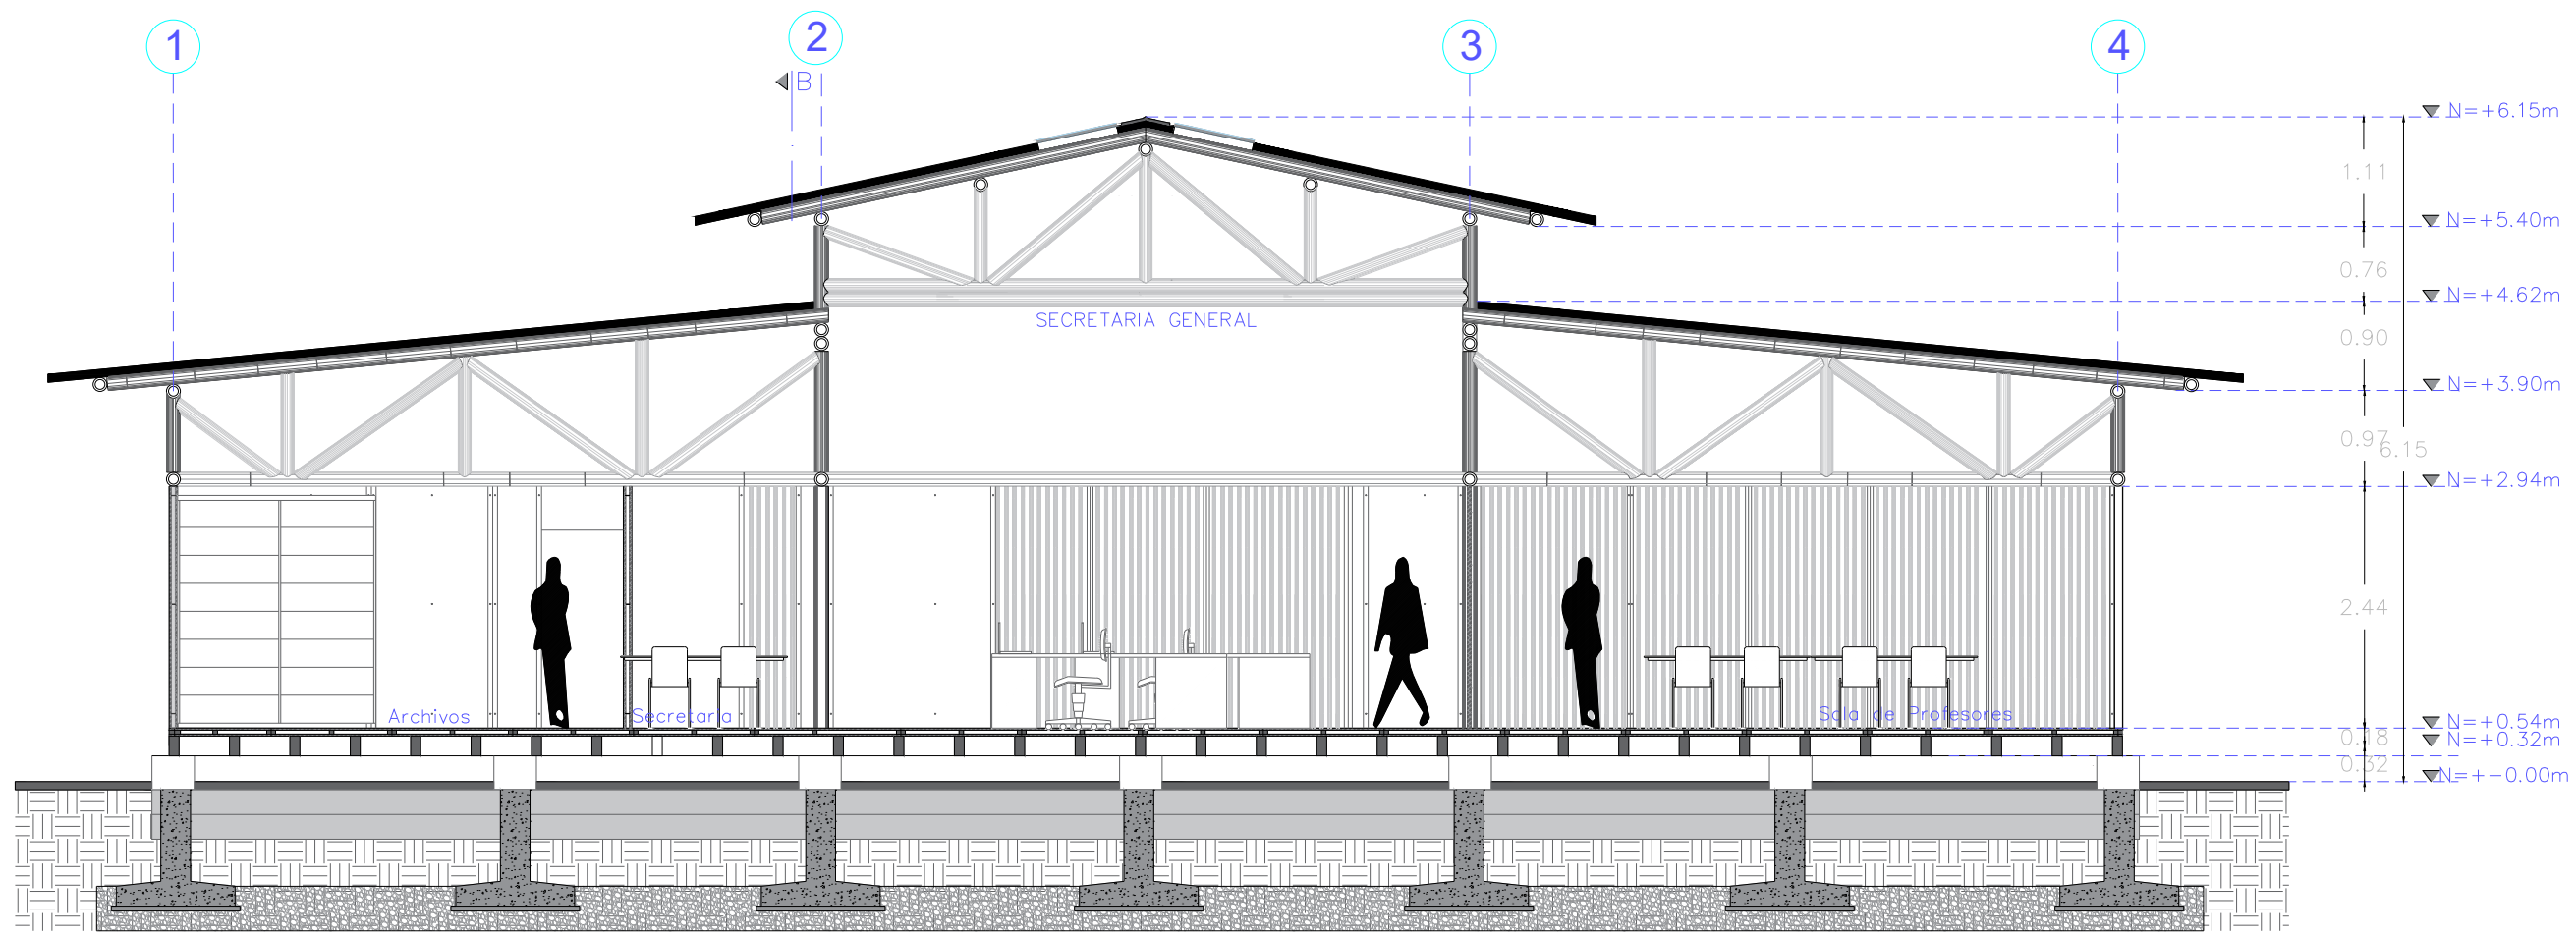 1
2
3
4
B
N=+6.15m
1.11
N=+5.40m
0.76
N=+4.62m
SECRETARIA GENERAL
0.90
N=+3.90m
0.97
6.15
N=+2.94m
2.44
Archivos
Secretaria
Sala de Profesores
N=+0.54m
0.18
N=+0.32m
0.32
N=+-0.00m